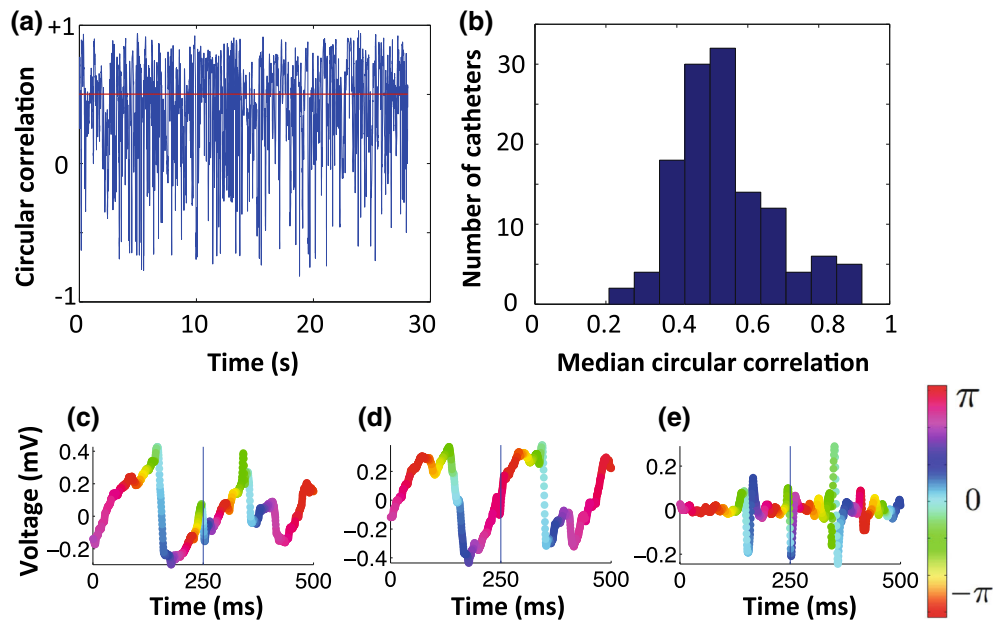 (a)
+1
0
-1
Circular correlation
0 10 20 30
Time (s)
(b)
30
20
10
0
Number of catheters
0 0.2 0.4 0.6 0.8 1
Median circular correlation
(c)
0.4
0.2
0
−0.2
Voltage (mV)
0 250 500
Time (ms)
(d)
0.4
0.2
0
−0.2
−0.4
0 250 500
Time (ms)
(e)
0.2
0
−0.2
0 250 500
Time (ms)
π
0
−π